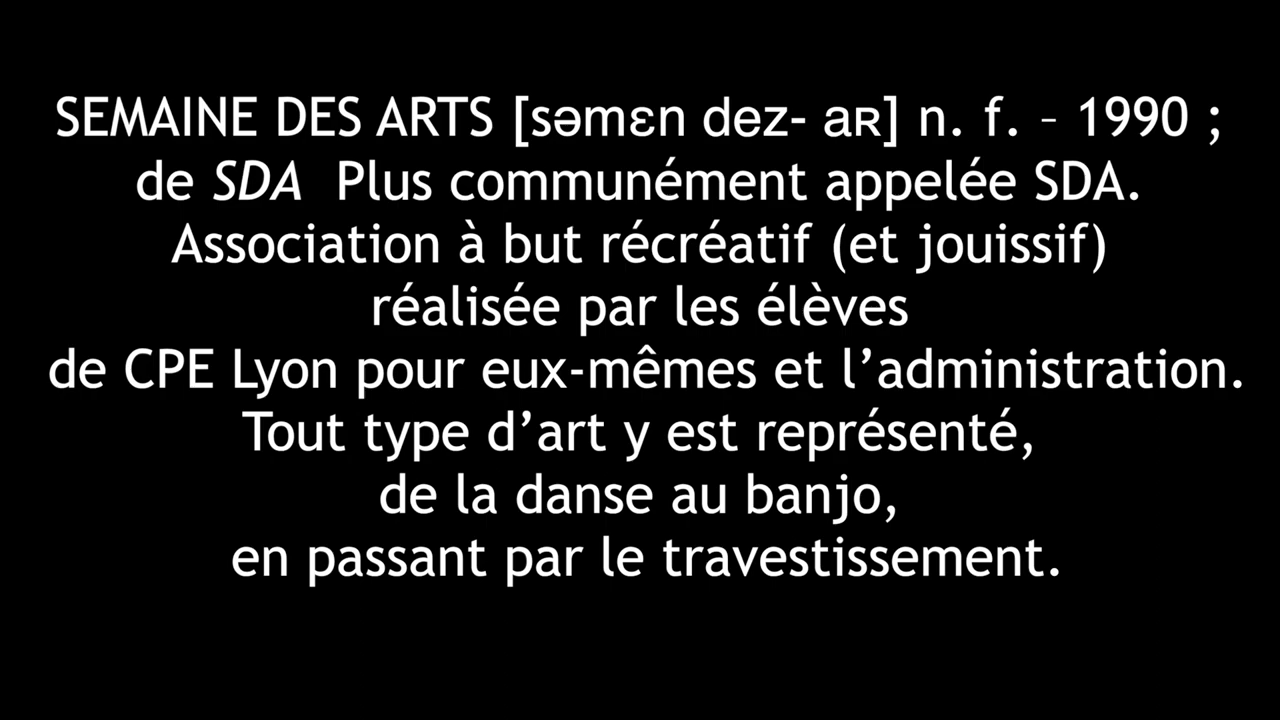 SEMAINE DES ARTS [səmɛn dez- aʀ] n. f. – 1990 ;
de SDA Plus communément appelée SDA.
Association à but récréatif (et jouissif)
réalisée par les élèves
de CPE Lyon pour eux-mêmes et l’administration.
Tout type d’art y est représenté,
de la danse au banjo,
en passant par le travestissement.